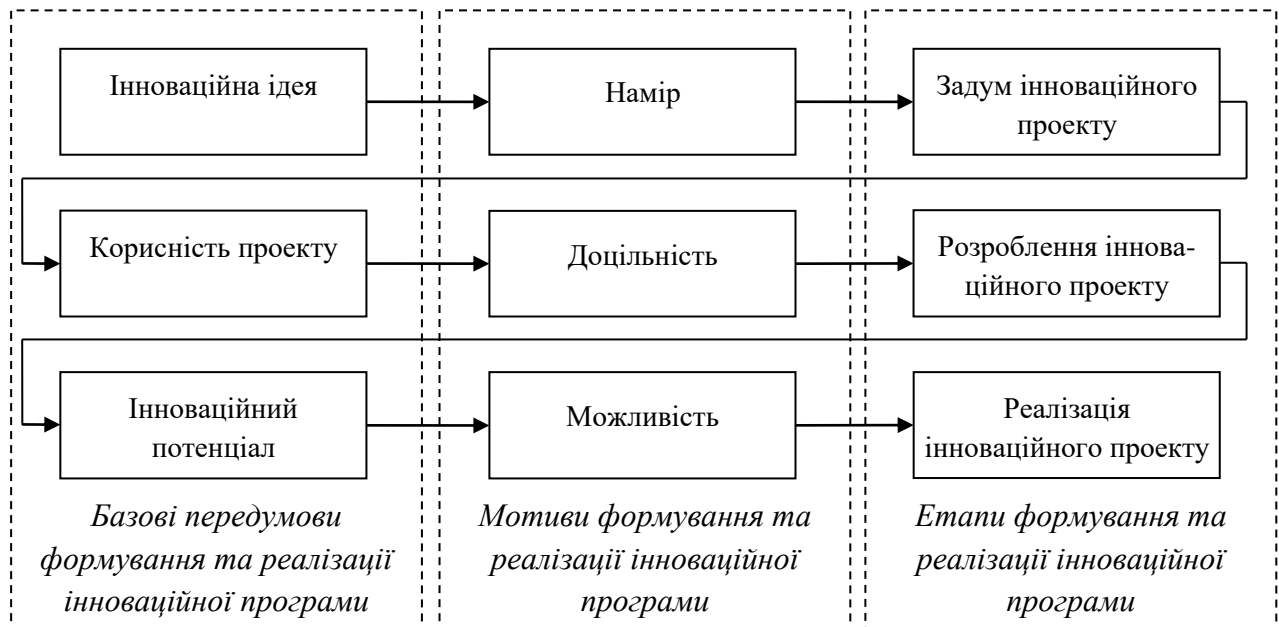 Інноваційна ідея
Намір
Задум інноваційного
проекту
Корисність проекту
Доцільність
Розроблення іннова-
ційного проекту
Інноваційний
потенціал
Можливість
Реалізація
інноваційного проекту
Базові передумови
формування та реалізації
інноваційної програми
Мотиви формування та
реалізації інноваційної
програми
Етапи формування та
реалізації інноваційної
програми